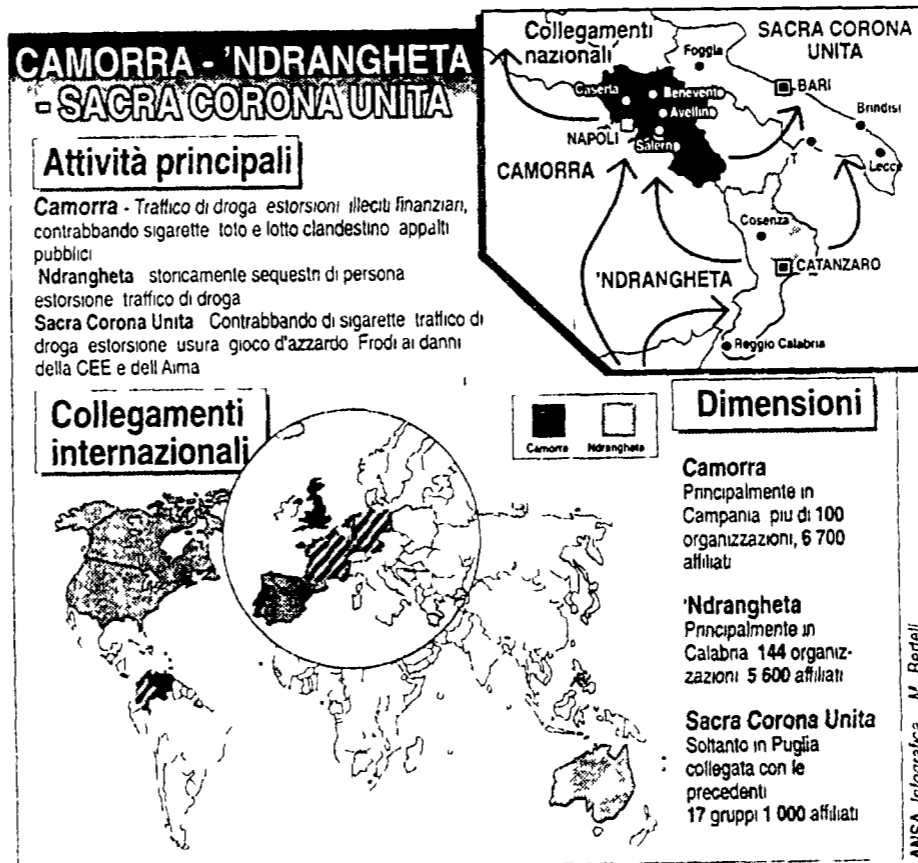 CAMORRA - 'NDRANGHETA
- SACRA CORONA UNITA
Attività principali
Camorra - Traffico di droga estorsioni illeciti finanziari,
contrabbando sigarette toto e lotto clandestino appalti
pubblici
Ndrangheta storicamente sequestri di persona
estorsione traffico di droga
Sacra Corona Unita Contrabbando di sigarette traffico di
droga estorsione usura gioco d'azzardo Frodi ai danni
della CEE e dell Aima
Collegamenti
nazionali
SACRA CORONA
UNITA
Foggia
BARI
Caserta
Benevento
Avellino
Brindisi
NAPOLI
Salerno
T
Lecce
CAMORRA
Cosenza
CATANZARO
'NDRANGHETA
Reggio Calabria
Collegamenti
internazionali
Camorra
Ndrangheta
Dimensioni
Camorra
Principalmente in
Campania piu di 100
organizzazioni, 6 700
affiliati
'Ndrangheta
Principalmente in
Calabria 144 organiz-
zazioni 5 600 affiliati
Sacra Corona Unita
Soltanto in Puglia
collegata con le
precedenti
17 gruppi 1 000 affiliati
ANSA Infografica M. Bertoli